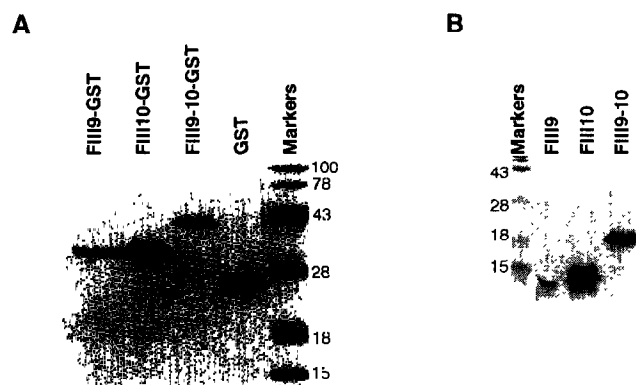 A
FIII9-GST
FIII10-GST
FIII9-10-GST
GST
Markers
100
78
43
28
18
15
B
Markers
FIII9
FIII10
FIII9-10
43
28
18
15